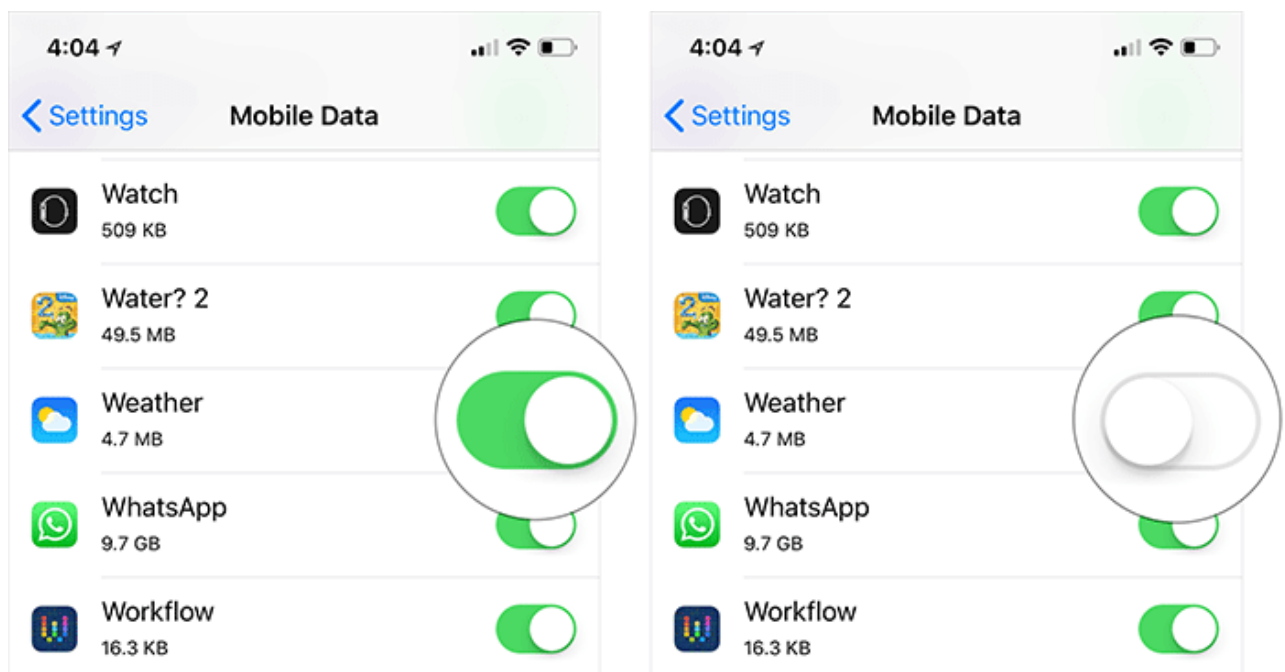 4:04
Settings
Mobile Data
Watch
509 KB
Water? 2
49.5 MB
Weather
4.7 MB
WhatsApp
9.7 GB
Workflow
16.3 KB
4:04
Settings
Mobile Data
Watch
509 KB
Water? 2
49.5 MB
Weather
4.7 MB
WhatsApp
9.7 GB
Workflow
16.3 KB